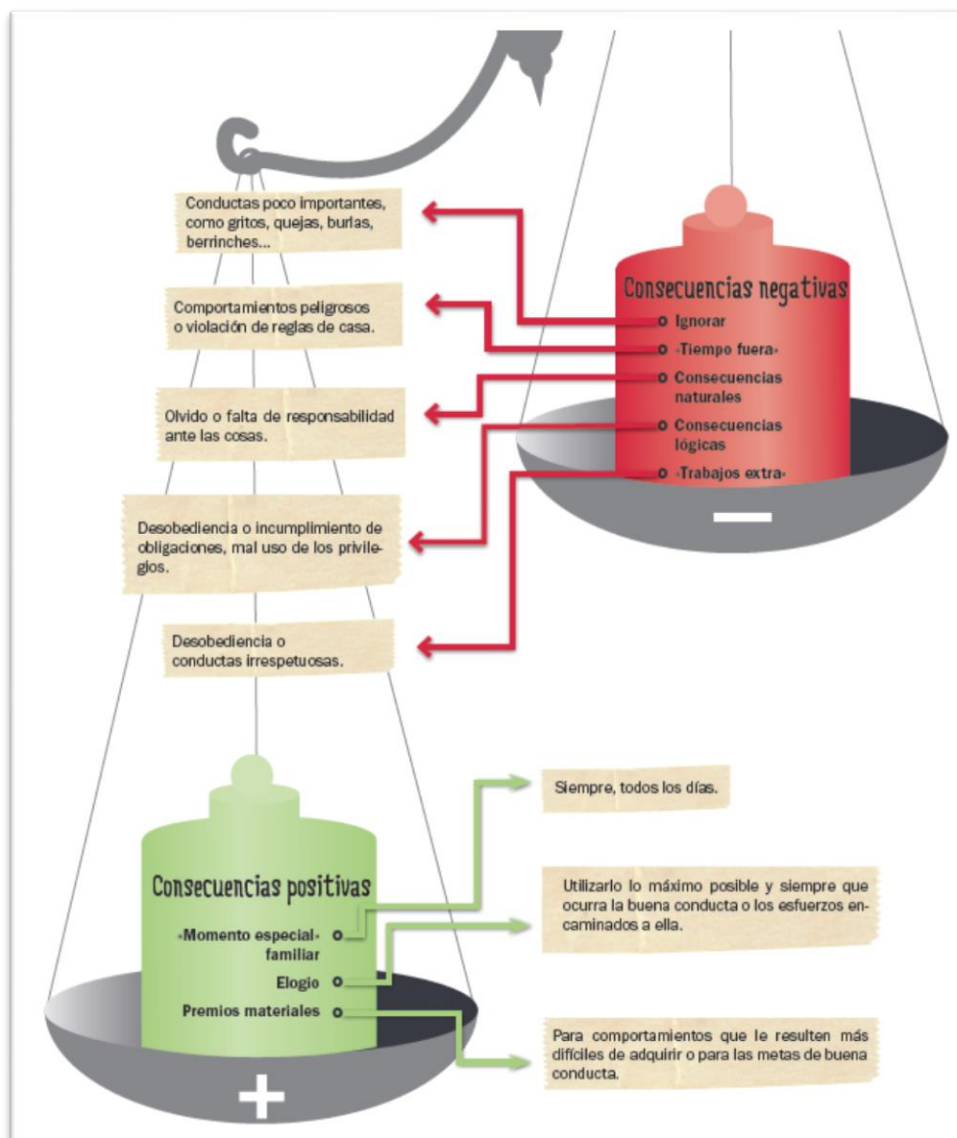 Conductas poco importantes,
como gritos, quejas, burlas,
berrinches...
Comportamientos peligrosos
o violación de reglas de casa.
Olvido o falta de responsabilidad
ante las cosas.
Desobediencia o incumplimiento de
obligaciones, mal uso de los privile-
gios.
Desobediencia o
conductas irrespetuosas.
Consecuencias negativas
Ignorar
«Tiempo fuera»
Consecuencias
naturales
Consecuencias
lógicas
«Trabajos extra»
−
Consecuencias positivas
«Momento especial»
familiar
Elogio
Premios materiales
+
Siempre, todos los días.
Utilizarlo lo máximo posible y siempre que
ocurra la buena conducta o los esfuerzos en-
caminados a ella.
Para comportamientos que le resulten más
difíciles de adquirir o para las metas de buena
conducta.